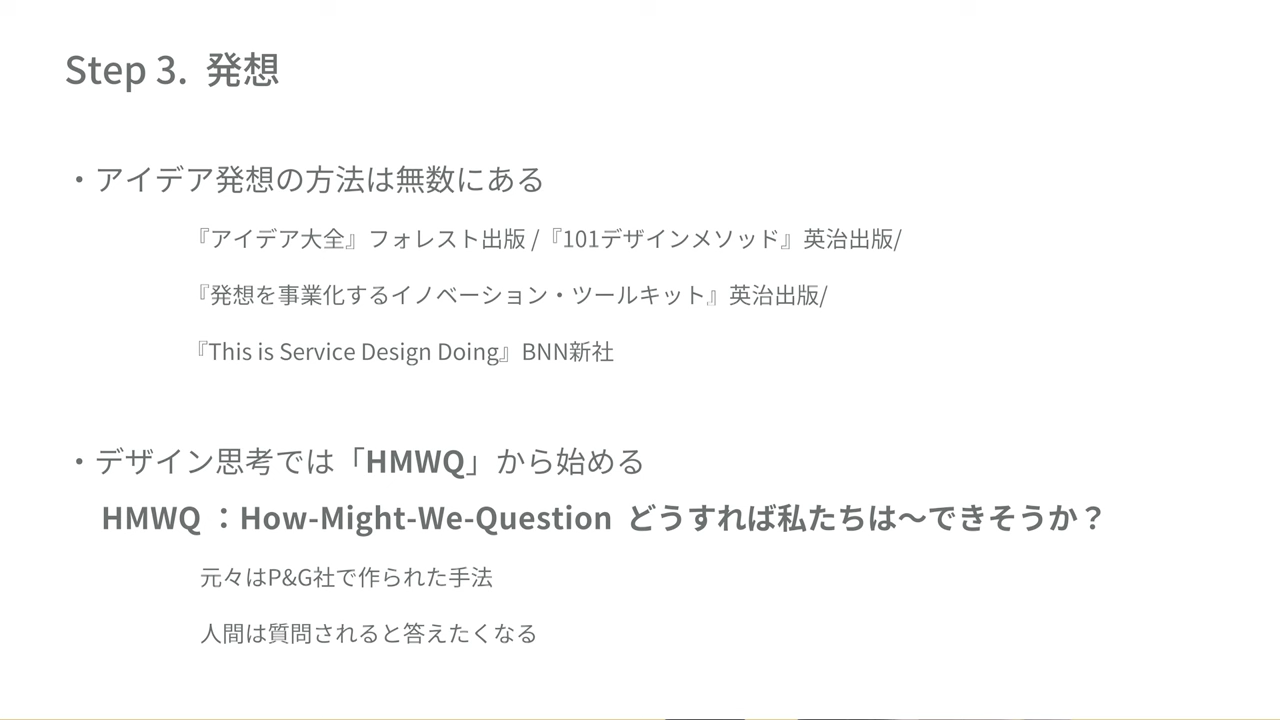 Step 3. 発想
・アイデア発想の方法は無数にある
『アイデア大全』フォレスト出版 /『101デザインメソッド』英治出版/
『発想を事業化するイノベーション・ツールキット』英治出版/
『This is Service Design Doing』BNN新社
・デザイン思考では「HMWQ」から始める
HMWQ ：How-Might-We-Question どうすれば私たちは〜できそうか？
元々はP&G社で作られた手法
人間は質問されると答えたくなる